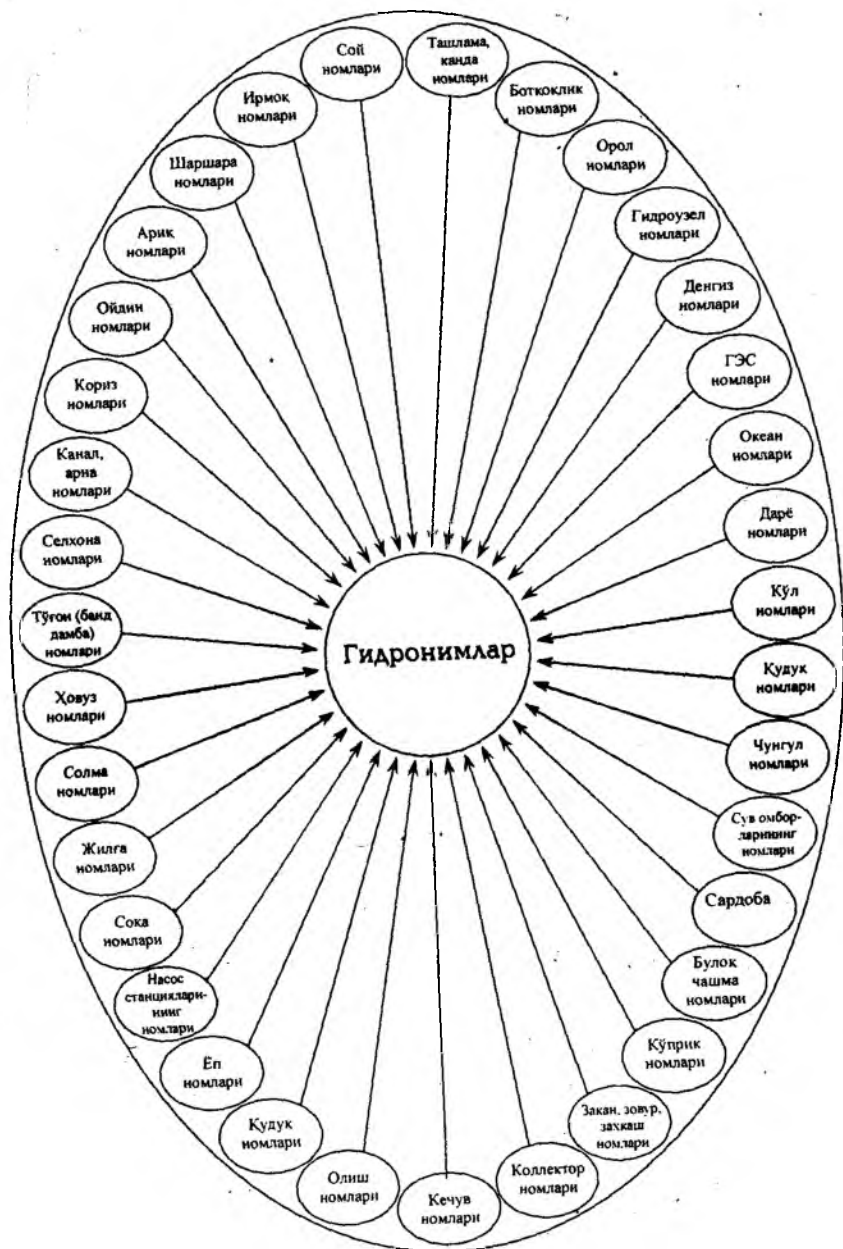 Сой
номлари
Ташлама,
канда
номлари
Ботқоқлик
номлари
Орол
номлари
Гидроузел
номлари
Денгиз
номлари
ГЭС
номлари
Океан
номлари
Дарё
номлари
Кўл
номлари
Қудуқ
номлари
Чунгул
номлари
Сув омбор-
ларининг
номлари
Сардоба
Булоқ
чашма
номлари
Кўприк
номлари
Закан, зовур,
захкаш
номлари
Коллектор
номлари
Кечув
номлари
Олиш
номлари
Қудуқ
номлари
Ёп
номлари
Насос
станциялари-
нинг
номлари
Сока
номлари
Жилға
номлари
Солма
номлари
Ҳовуз
номлари
Тўғон (банд
дамба)
номлари
Селхона
номлари
Канал,
арна
номлари
Кориз
номлари
Ойдин
номлари
Ариқ
номлари
Шаршара
номлари
Ирмоқ
номлари
Гидронимлар